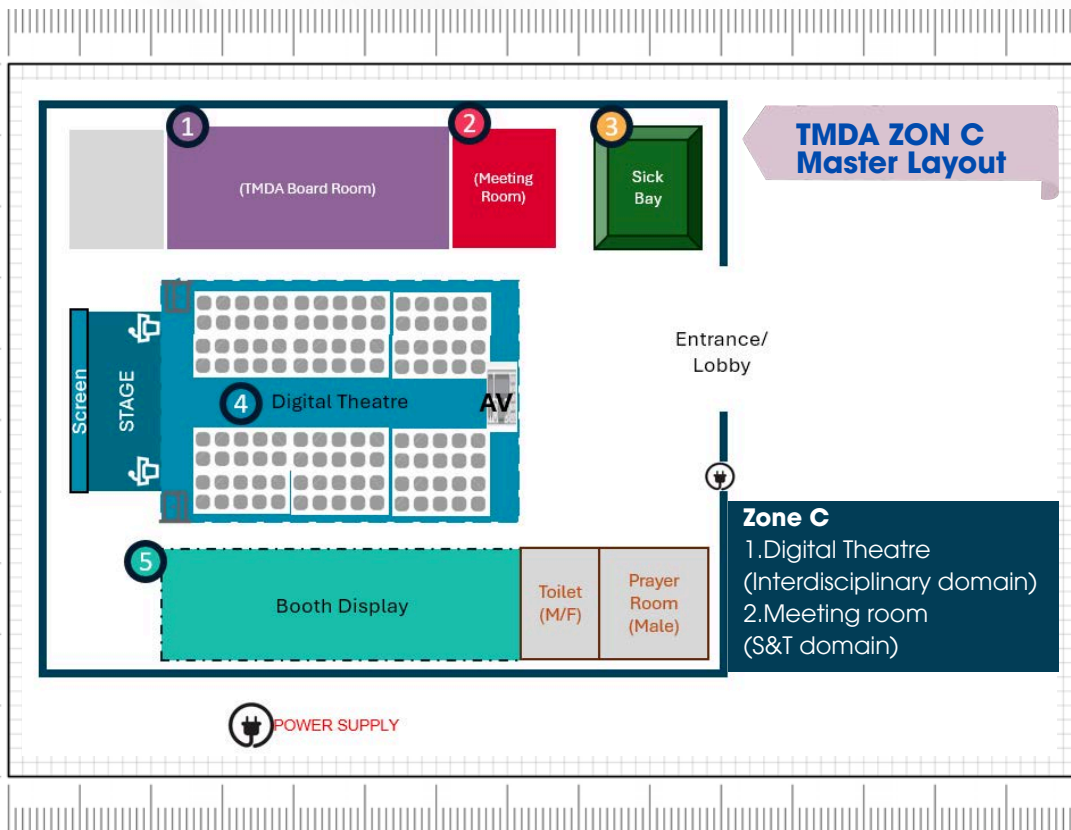 TMDA ZON C
Master Layout
1
(TMDA Board Room)
2
(Meeting
Room)
3
Sick
Bay
Entrance/
Lobby
Screen
STAGE
4
Digital Theatre
AV
5
Booth Display
Toilet
(M/F)
Prayer
Room
(Male)
Zone C
1.Digital Theatre
(Interdisciplinary domain)
2.Meeting room
(S&T domain)
POWER SUPPLY